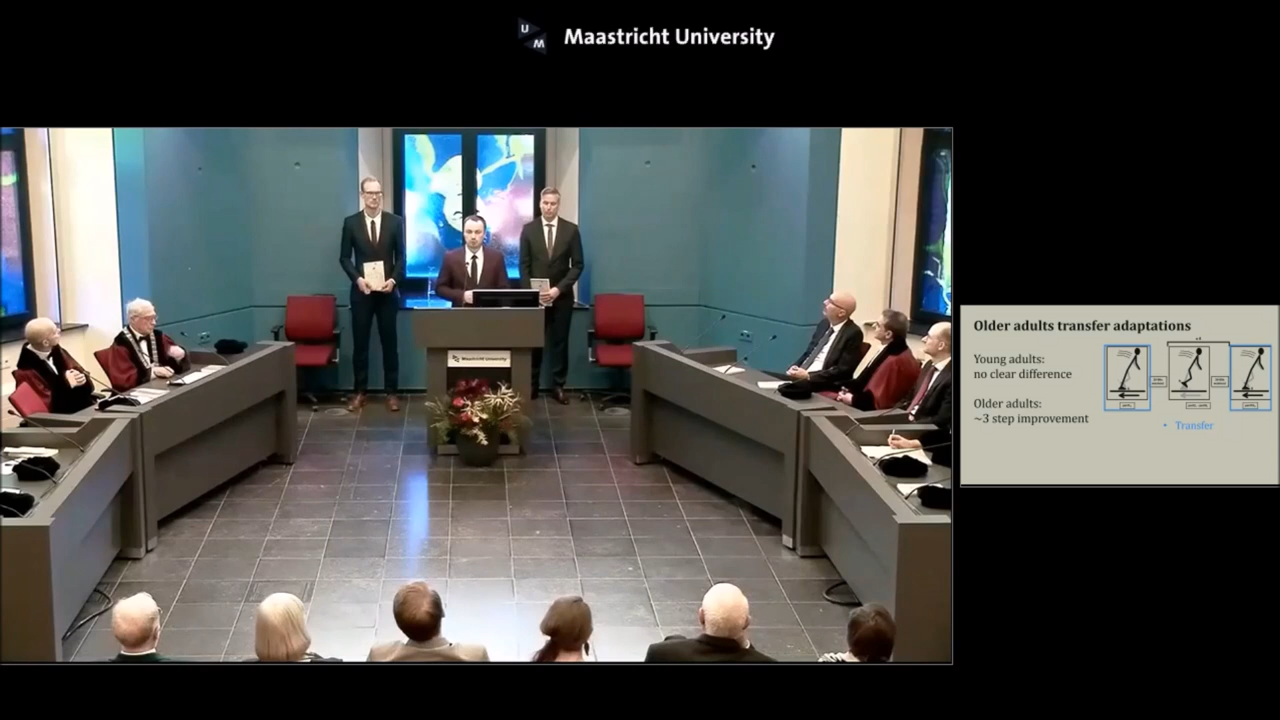 U
M
Maastricht University
Maastricht University
Older adults transfer adaptations
Young adults:
no clear difference
Older adults:
~3 step improvement
• Transfer